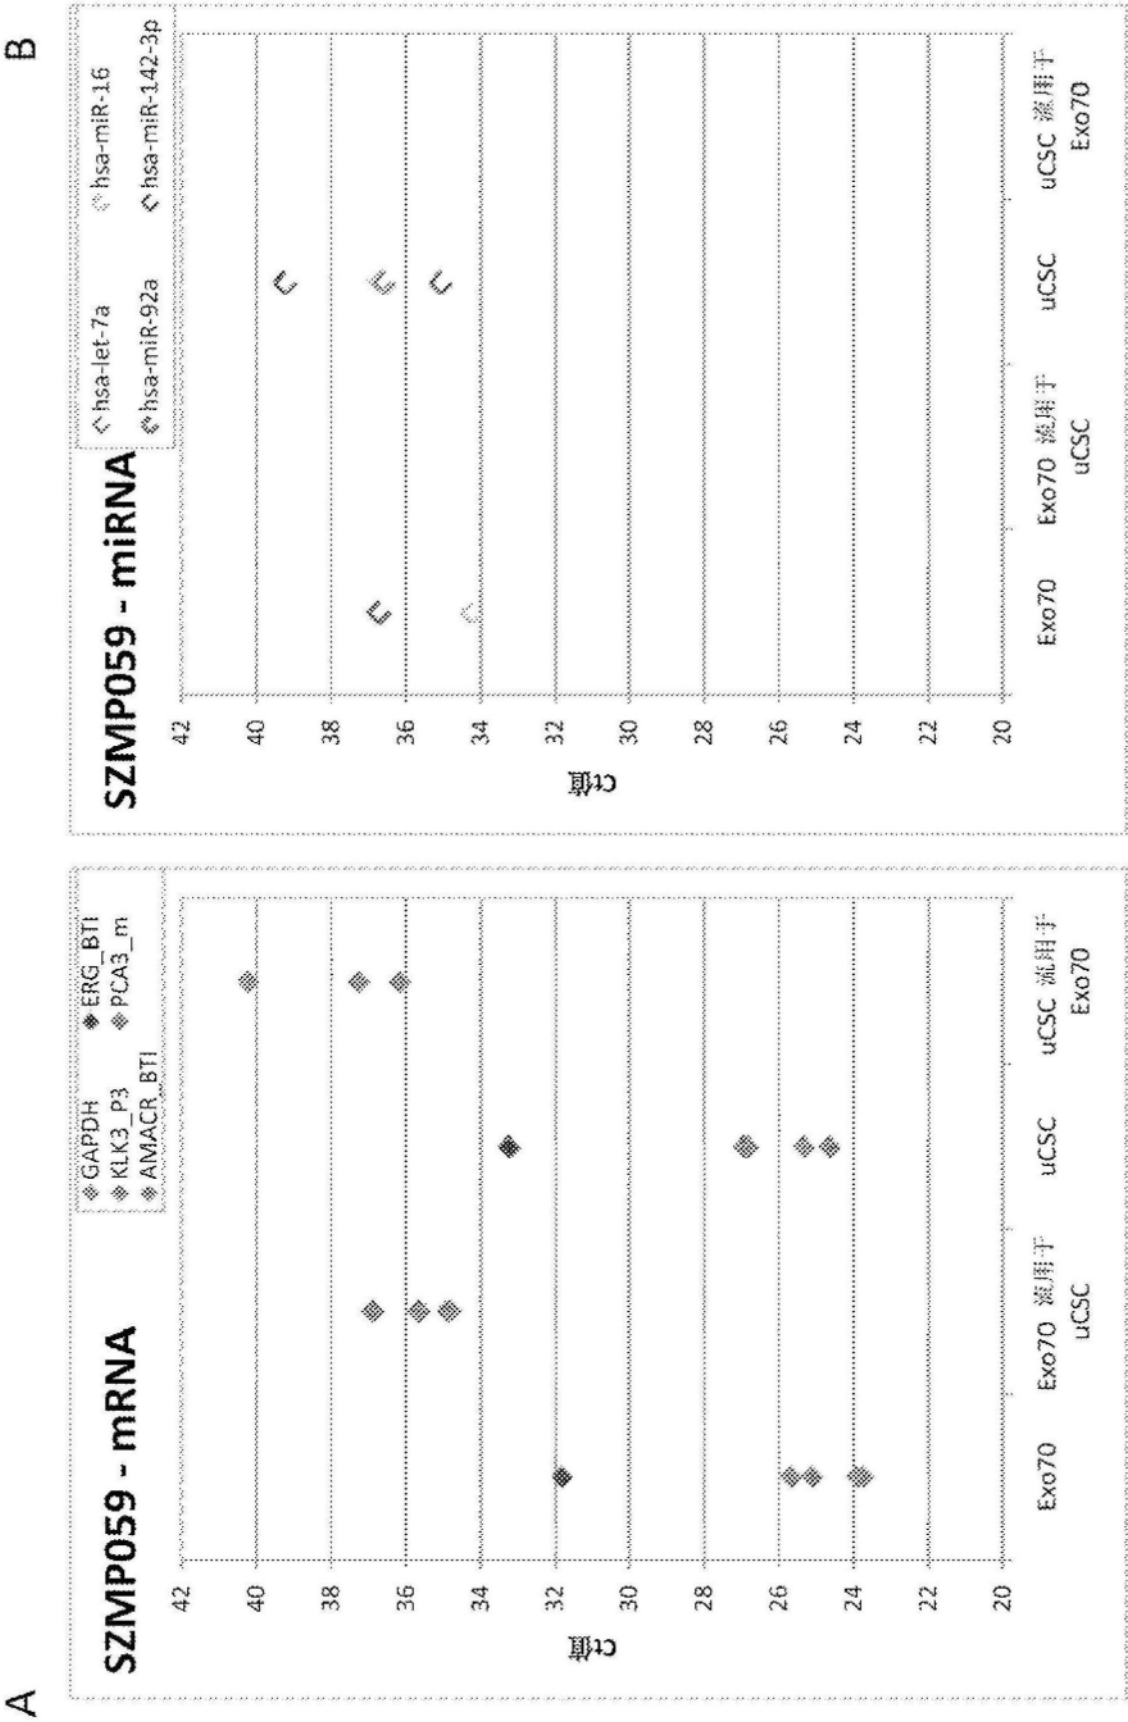 A
SZMP059 - mRNA
GAPDH ERG_BTI
KLK3_P3 PCA3_m
AMACR_BTI
Ct值
42
40
38
36
34
32
30
28
26
24
22
20
Exo70
Exo70 流用于
uCSC
uCSC
uCSC 流用于
Exo70
B
SZMP059 - miRNA
hsa-let-7a hsa-miR-16
hsa-miR-92a hsa-miR-142-3p
Ct值
42
40
38
36
34
32
30
28
26
24
22
20
Exo70
Exo70 流用于
uCSC
uCSC
uCSC 流用于
Exo70